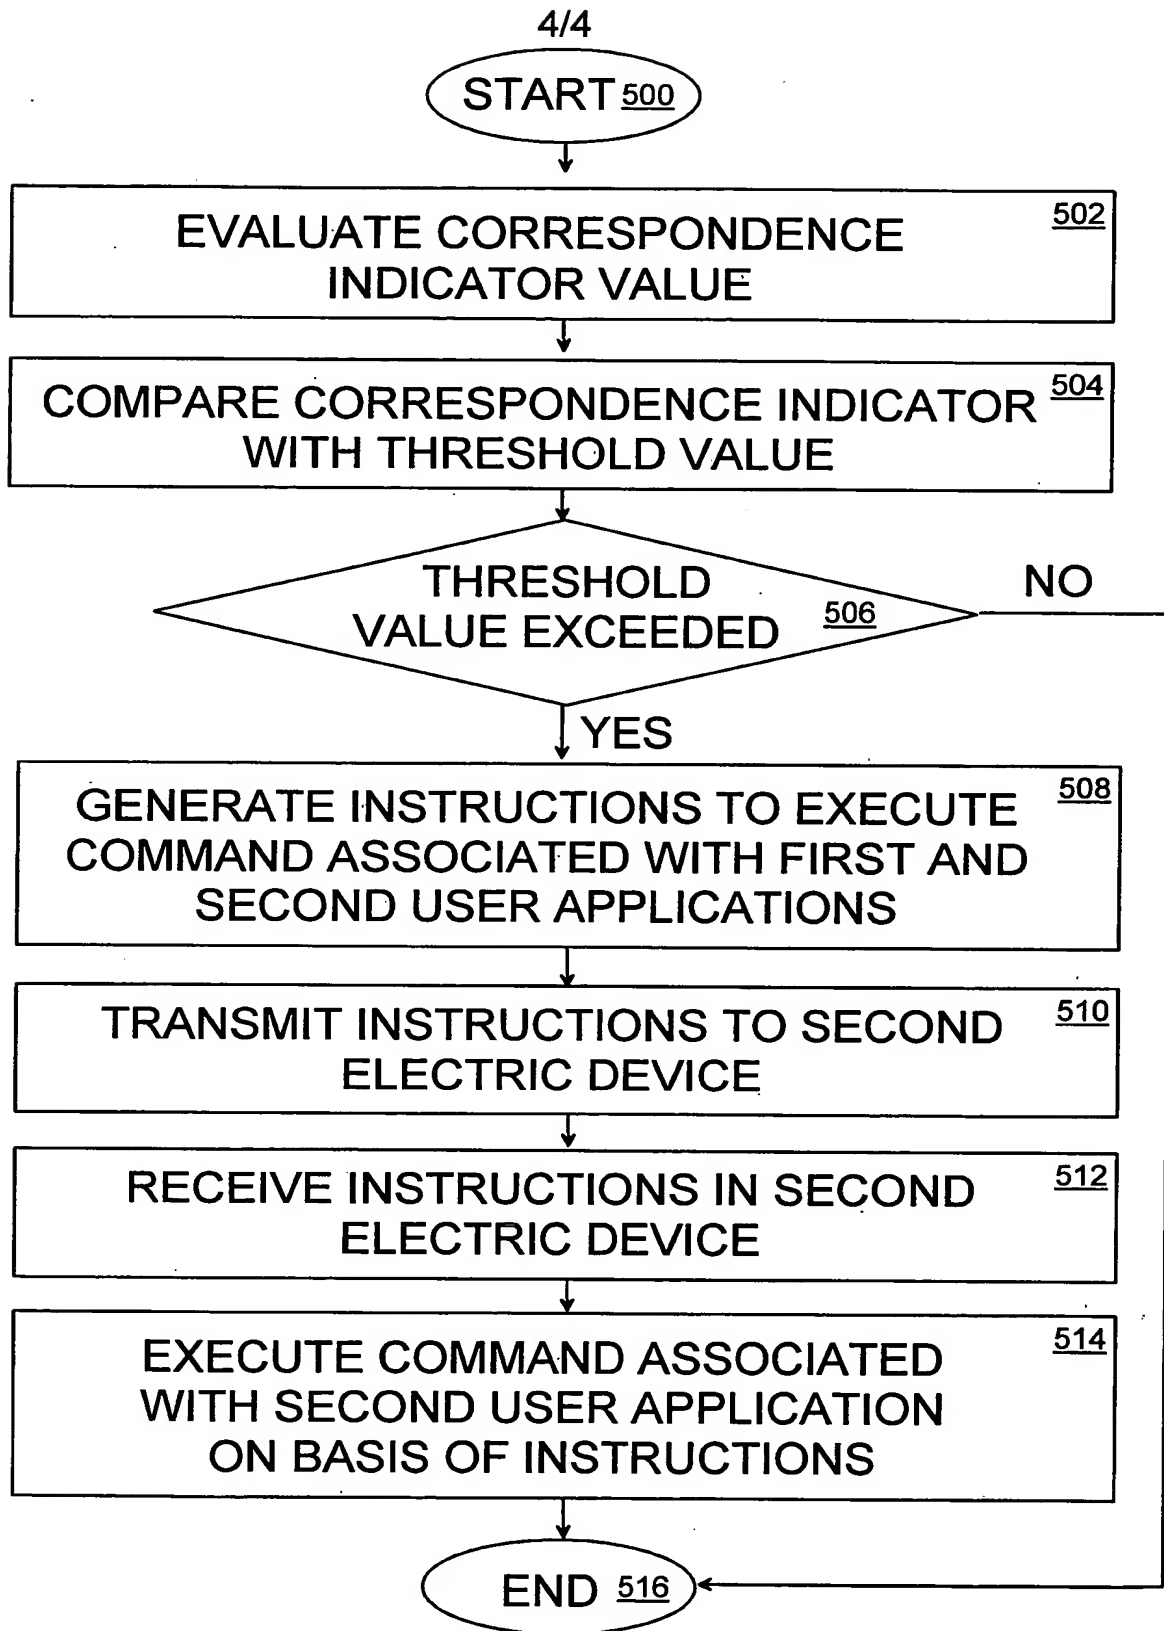 4/4
START 500
502
EVALUATE CORRESPONDENCE
INDICATOR VALUE
504
COMPARE CORRESPONDENCE INDICATOR
WITH THRESHOLD VALUE
THRESHOLD
VALUE EXCEEDED 506
NO
YES
508
GENERATE INSTRUCTIONS TO EXECUTE
COMMAND ASSOCIATED WITH FIRST AND
SECOND USER APPLICATIONS
510
TRANSMIT INSTRUCTIONS TO SECOND
ELECTRIC DEVICE
512
RECEIVE INSTRUCTIONS IN SECOND
ELECTRIC DEVICE
514
EXECUTE COMMAND ASSOCIATED
WITH SECOND USER APPLICATION
ON BASIS OF INSTRUCTIONS
END 516